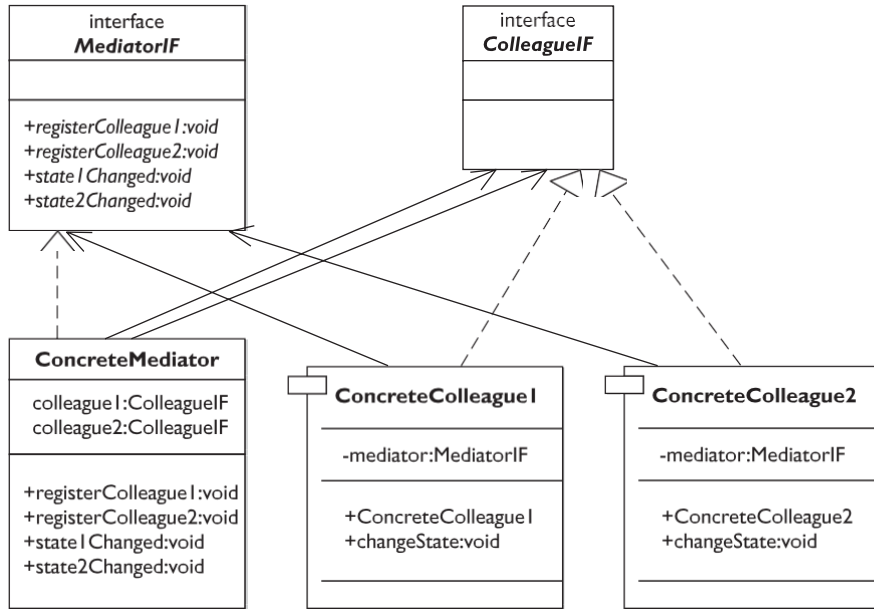 interface
MediatorIF
+registerColleague1:void
+registerColleague2:void
+state1Changed:void
+state2Changed:void
interface
ColleagueIF
ConcreteMediator
colleague1:ColleagueIF
colleague2:ColleagueIF
+registerColleague1:void
+registerColleague2:void
+state1Changed:void
+state2Changed:void
ConcreteColleague1
-mediator:MediatorIF
+ConcreteColleague1
+changeState:void
ConcreteColleague2
-mediator:MediatorIF
+ConcreteColleague2
+changeState:void